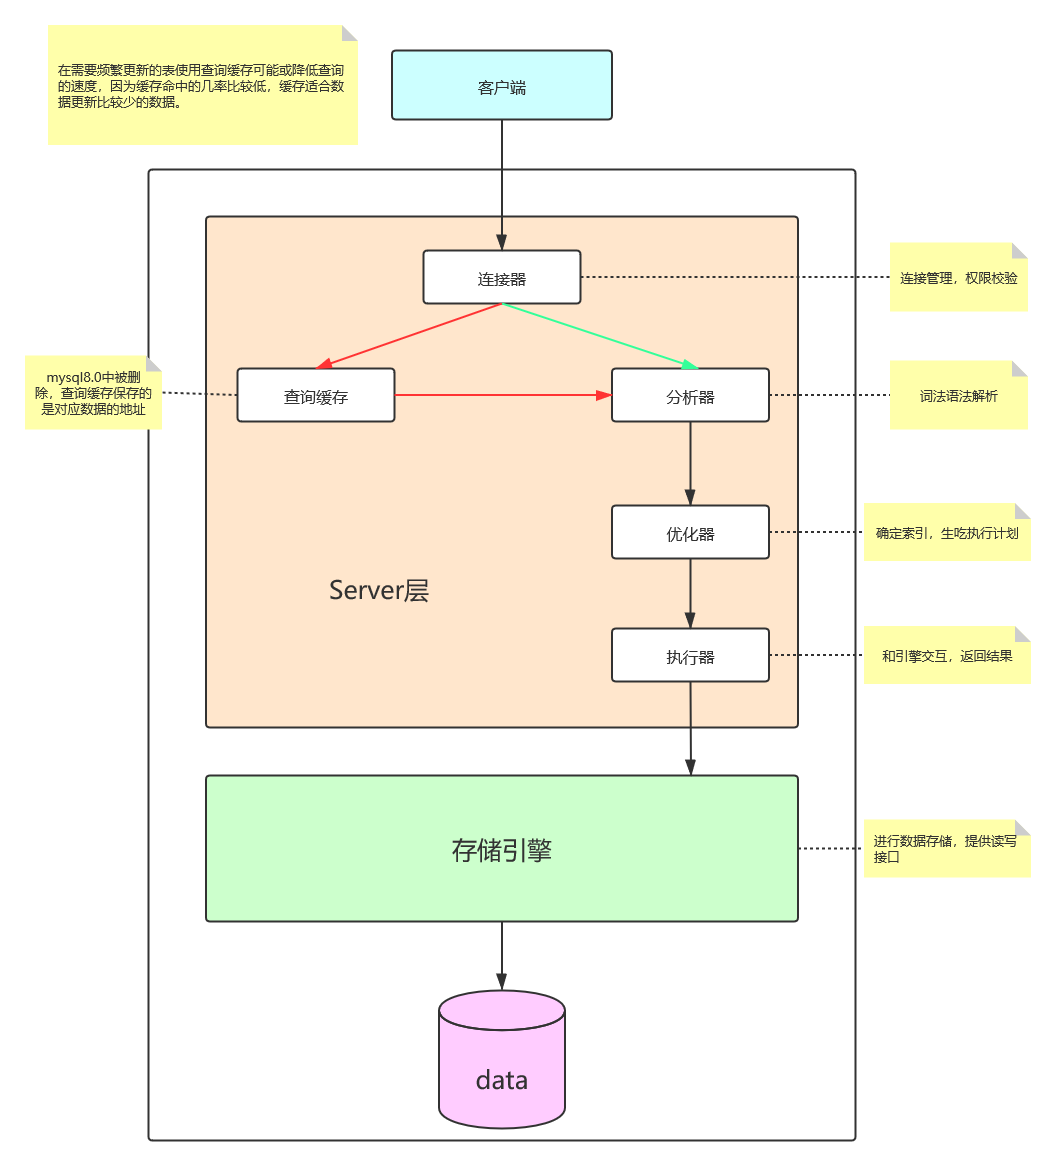 在需要频繁更新的表使用查询缓存可能或降低查询
的速度，因为缓存命中的几率比较低，缓存适合数
据更新比较少的数据。
客户端
连接器
连接管理，权限校验
mysql8.0中被删
除，查询缓存保存的
是对应数据的地址
查询缓存
分析器
词法语法解析
优化器
确定索引，生吃执行计划
Server层
执行器
和引擎交互，返回结果
存储引擎
进行数据存储，提供读写
接口
data